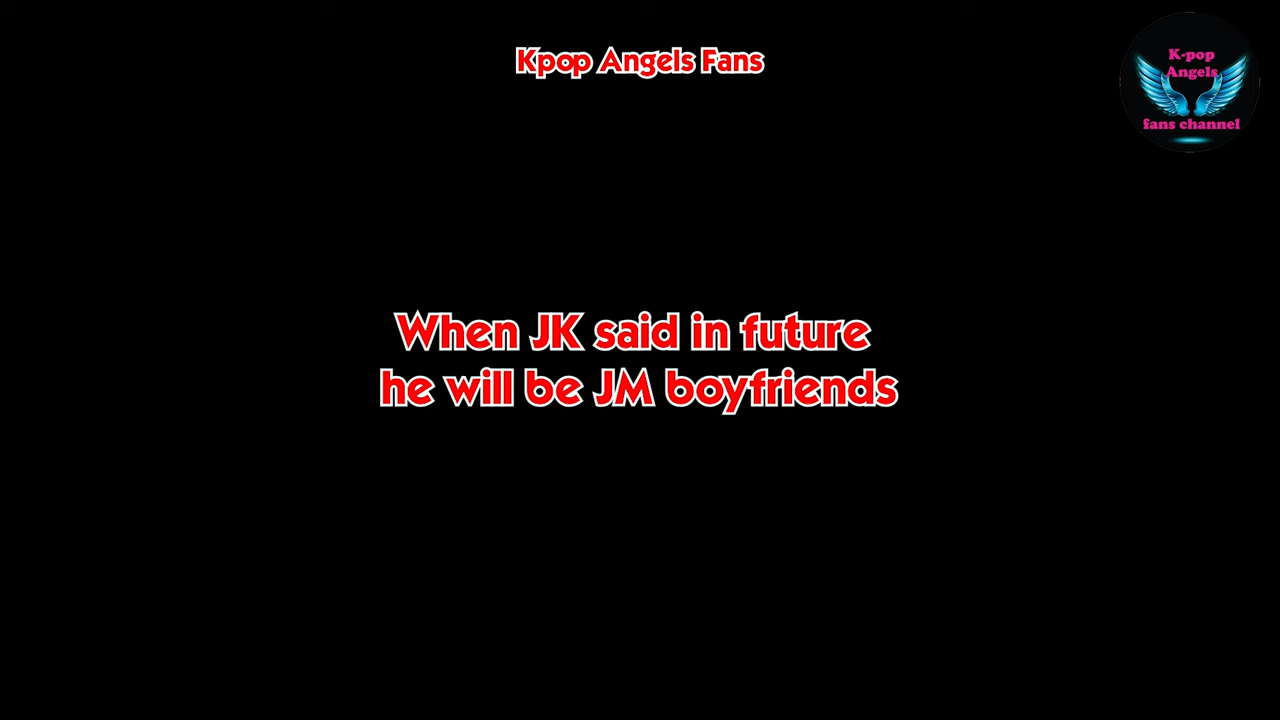 Kpop Angels Fans
K-pop
Angels
fans channel
When JK said in future
he will be JM boyfriends